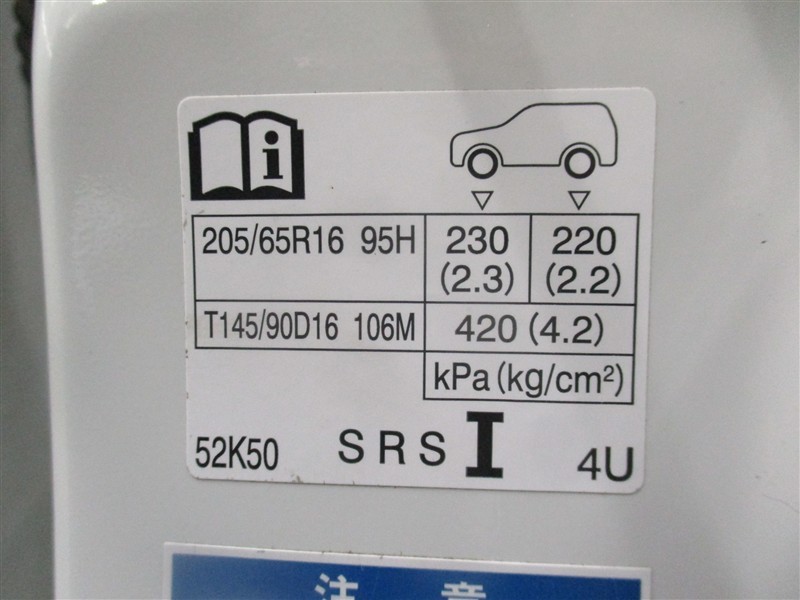 i
205/65R16 95H 230 220
(2.3) (2.2)
T145/90D16 106M 420 (4.2)
kPa (kg/cm²)
52K50 SRS I 4U
注 意